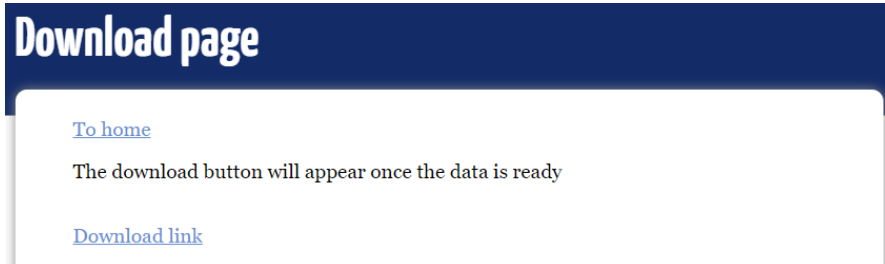 Download page
To home
The download button will appear once the data is ready
Download link